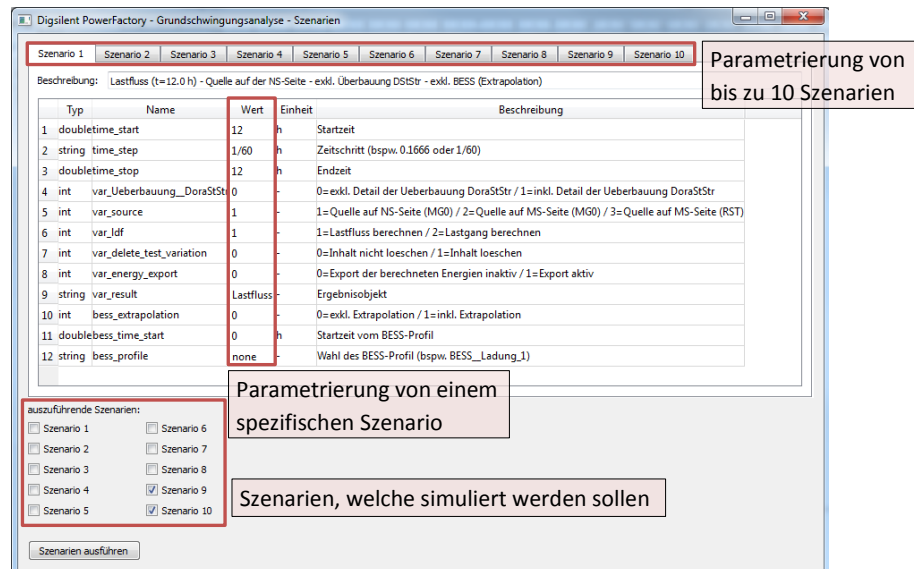 Digsilent PowerFactory - Grundschwingungsanalyse - Szenarien
Szenario 1 Szenario 2 Szenario 3 Szenario 4 Szenario 5 Szenario 6 Szenario 7 Szenario 8 Szenario 9 Szenario 10
Parametrierung von
bis zu 10 Szenarien
Beschreibung: Lastfluss (t=12.0 h) - Quelle auf der NS-Seite - exkl. Überbauung DStStr - exkl. BESS (Extrapolation)
Typ Name Wert Einheit Beschreibung
1 double time_start 12 h Startzeit
2 string time_step 1/60 h Zeitschritt (bspw. 0.1666 oder 1/60)
3 double time_stop 12 h Endzeit
4 int var_Ueberbauung__DoraStStr 0 - 0=exkl. Detail der Ueberbauung DoraStStr / 1=inkl. Detail der Ueberbauung DoraStStr
5 int var_source 1 - 1=Quelle auf NS-Seite (MG0) / 2=Quelle auf MS-Seite (MG0) / 3=Quelle auf MS-Seite (RST)
6 int var_ldf 1 - 1=Lastfluss berechnen / 2=Lastgang berechnen
7 int var_delete_test_variation 0 - 0=Inhalt nicht loeschen / 1=Inhalt loeschen
8 int var_energy_export 0 - 0=Export der berechneten Energien inaktiv / 1=Export aktiv
9 string var_result Lastfluss - Ergebnisobjekt
10 int bess_extrapolation 0 - 0=exkl. Extrapolation / 1=inkl. Extrapolation
11 double bess_time_start 0 h Startzeit vom BESS-Profil
12 string bess_profile none - Wahl des BESS-Profil (bspw. BESS__Ladung_1)
Parametrierung von einem
spezifischen Szenario
auszuführende Szenarien:
Szenario 1 Szenario 6
Szenario 2 Szenario 7
Szenario 3 Szenario 8
Szenario 4 Szenario 9
Szenario 5 Szenario 10
Szenarien, welche simuliert werden sollen
Szenarien ausführen